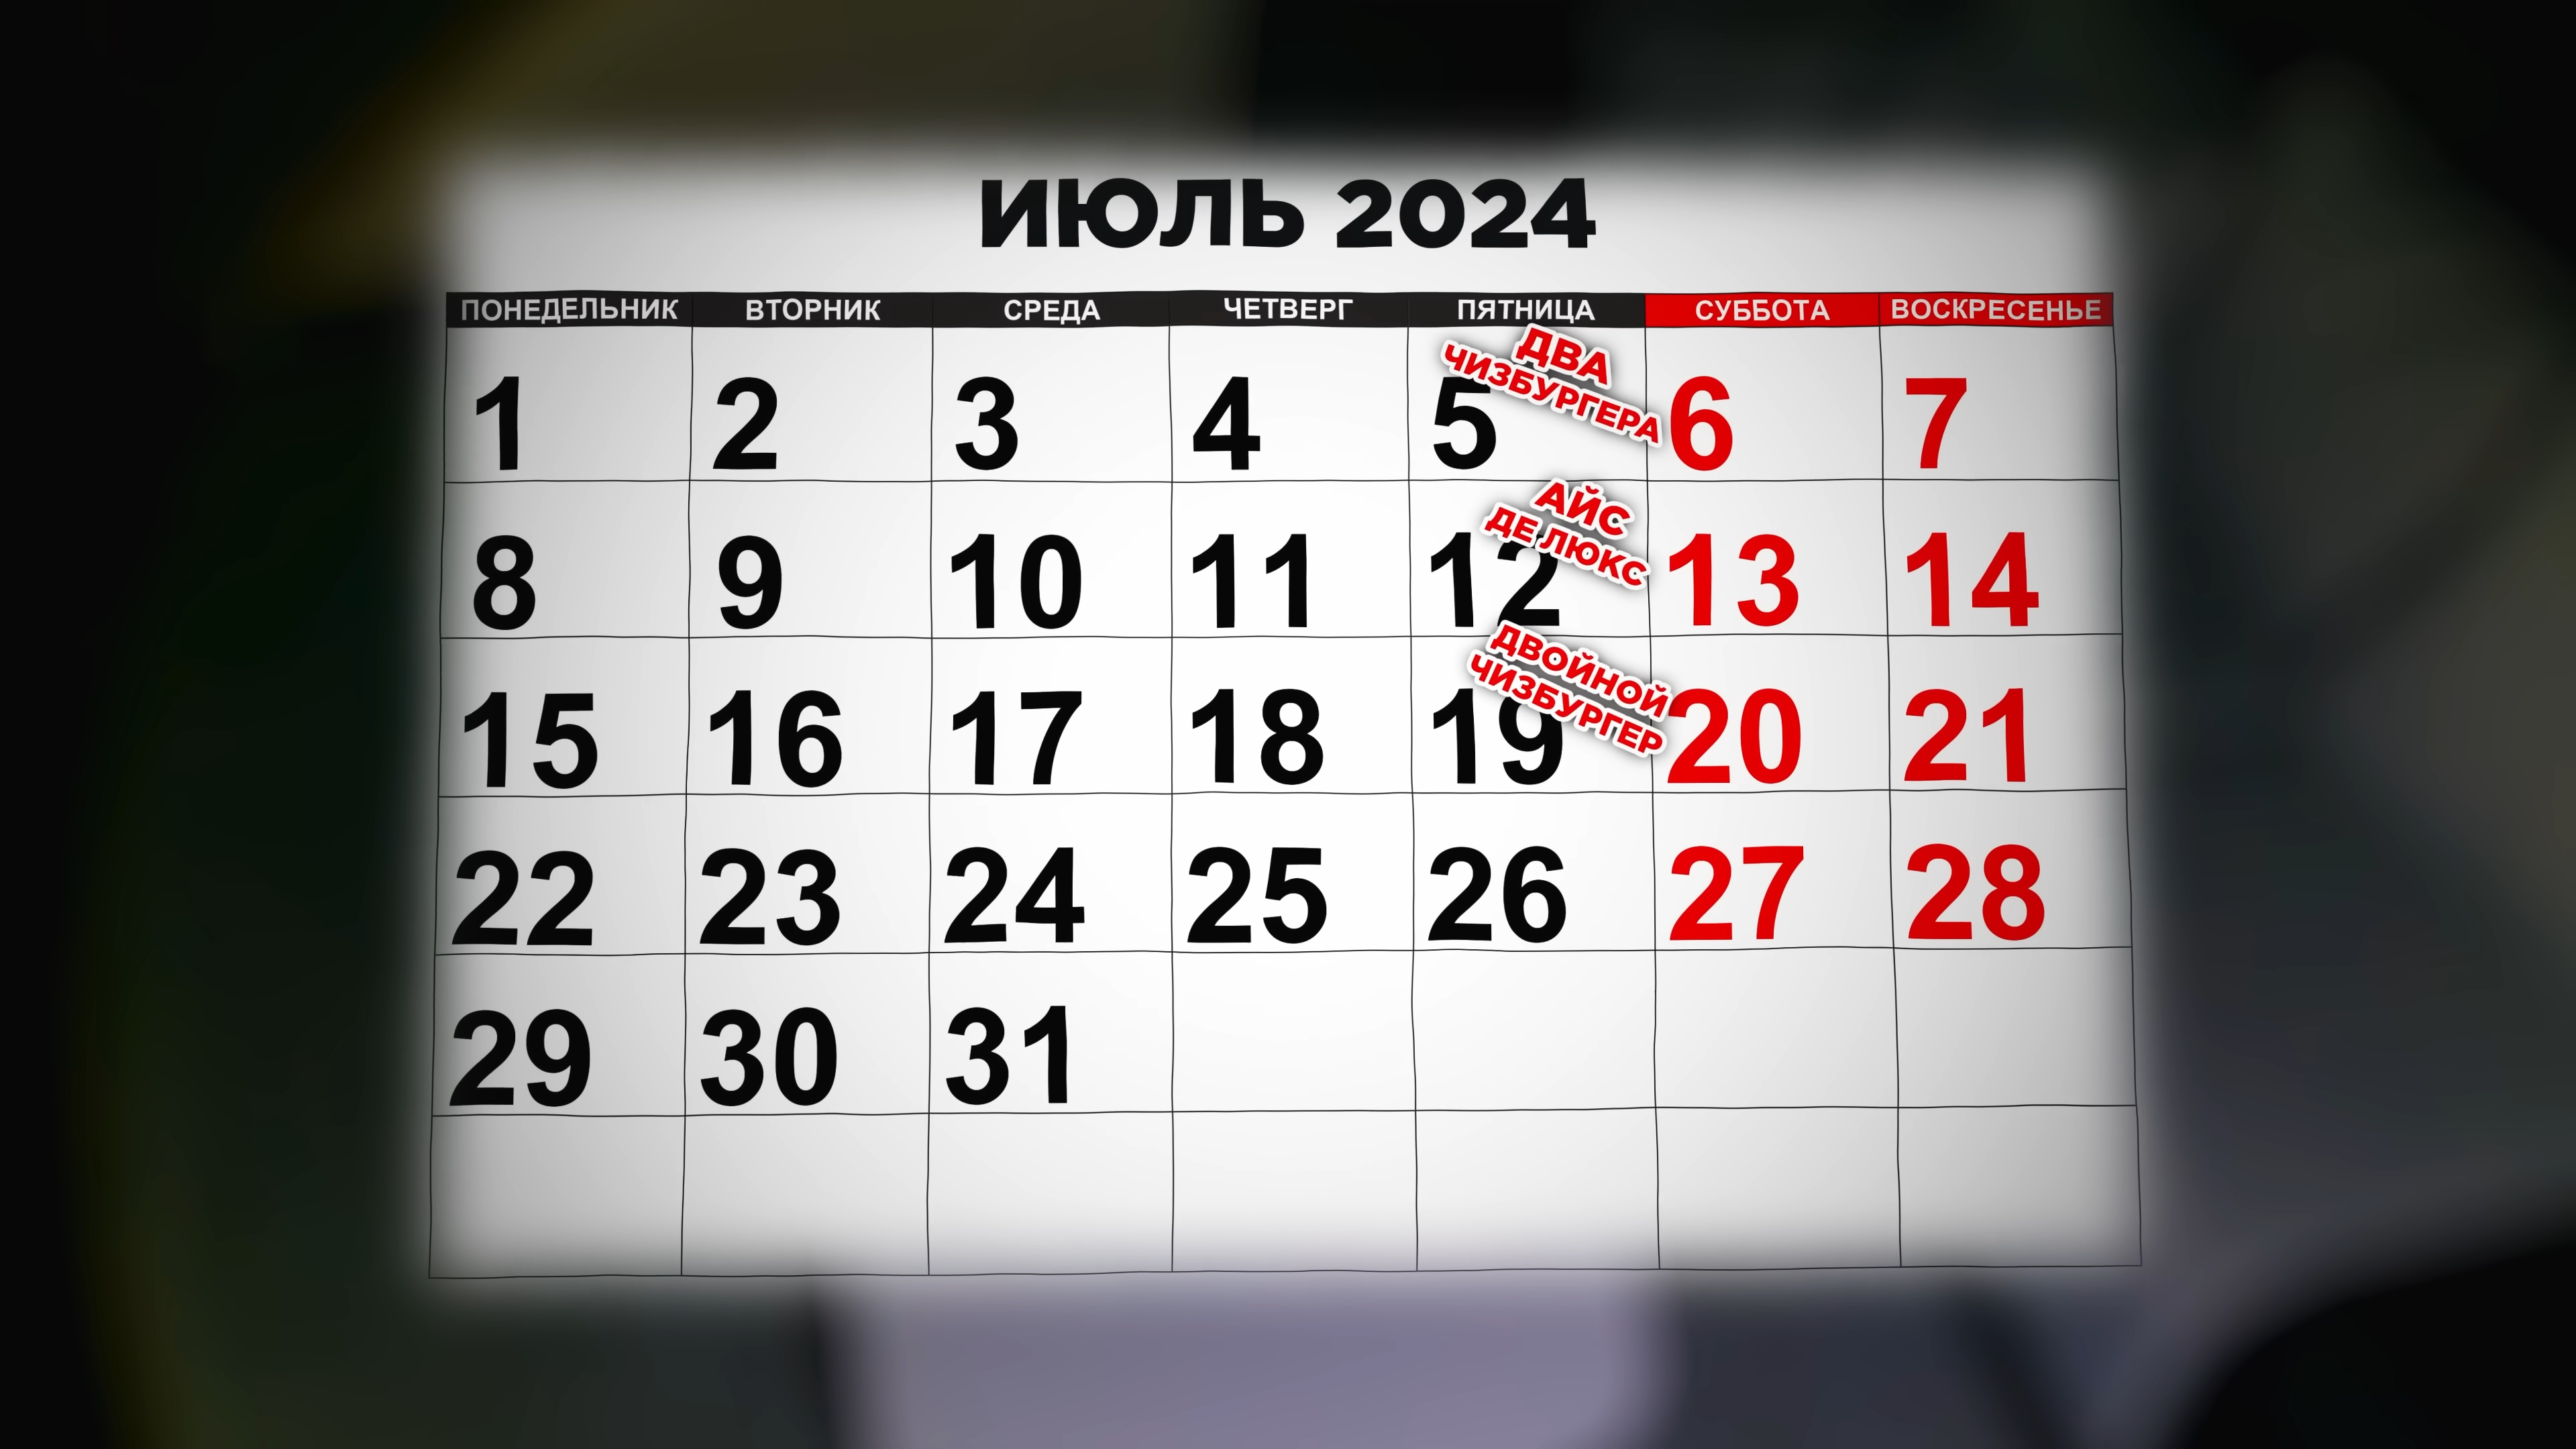 ИЮЛЬ 2024
ПОНЕДЕЛЬНИК ВТОРНИК СРЕДА ЧЕТВЕРГ ПЯТНИЦА СУББОТА ВОСКРЕСЕНЬЕ
ДВА
ЧИЗБУРГЕРА
1 2 3 4 5 6 7
АЙС
ДЕ ЛЮКС
8 9 10 11 12 13 14
ДВОЙНОЙ
ЧИЗБУРГЕР
15 16 17 18 19 20 21
22 23 24 25 26 27 28
29 30 31